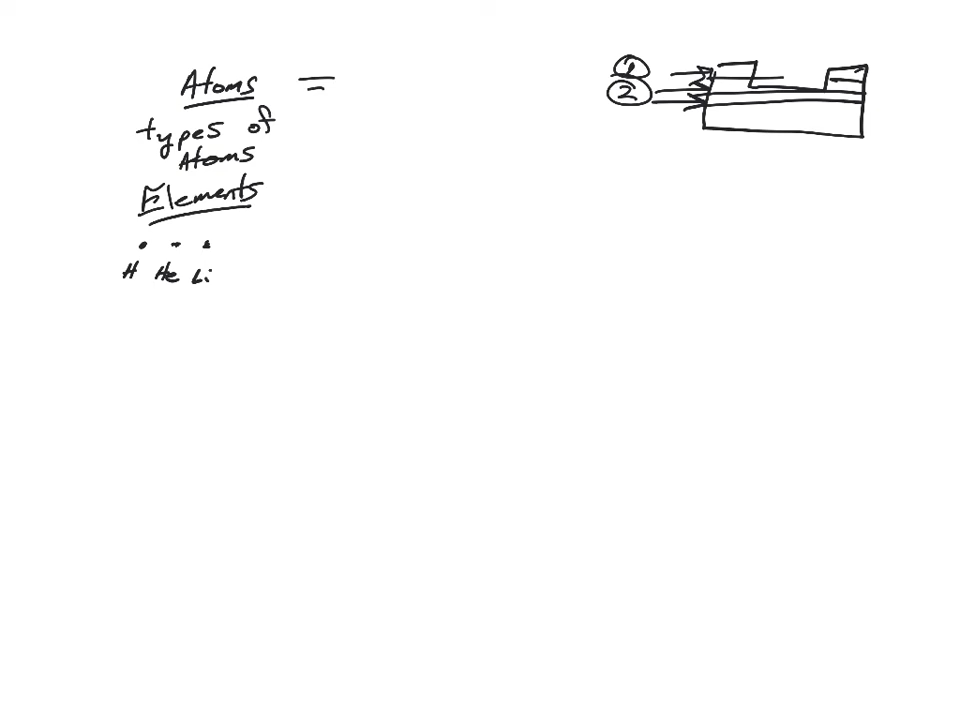 Atoms =
types of
Atoms
Elements
H He Li
1
2